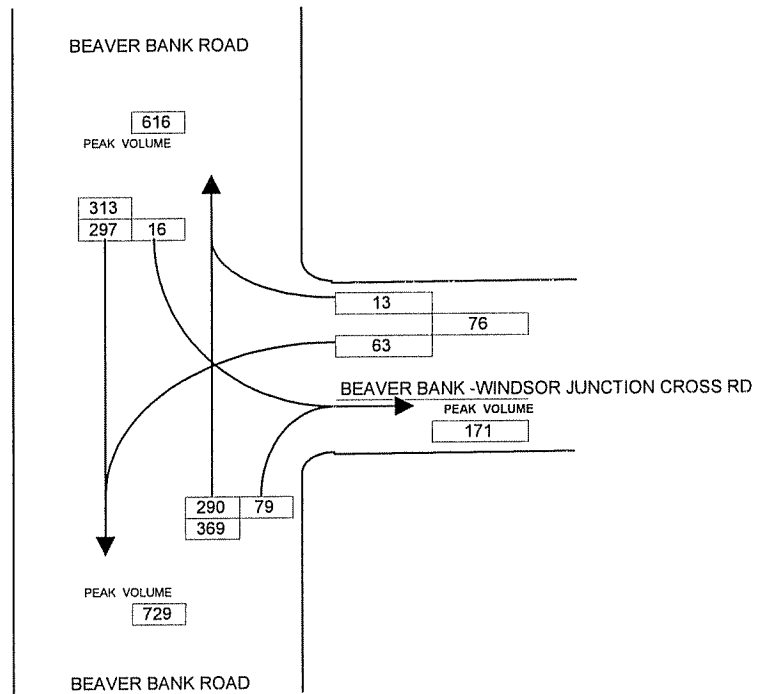 BEAVER BANK ROAD
616
PEAK VOLUME
313
297 16
13
76
63
BEAVER BANK -WINDSOR JUNCTION CROSS RD
PEAK VOLUME
171
290 79
369
PEAK VOLUME
729
BEAVER BANK ROAD